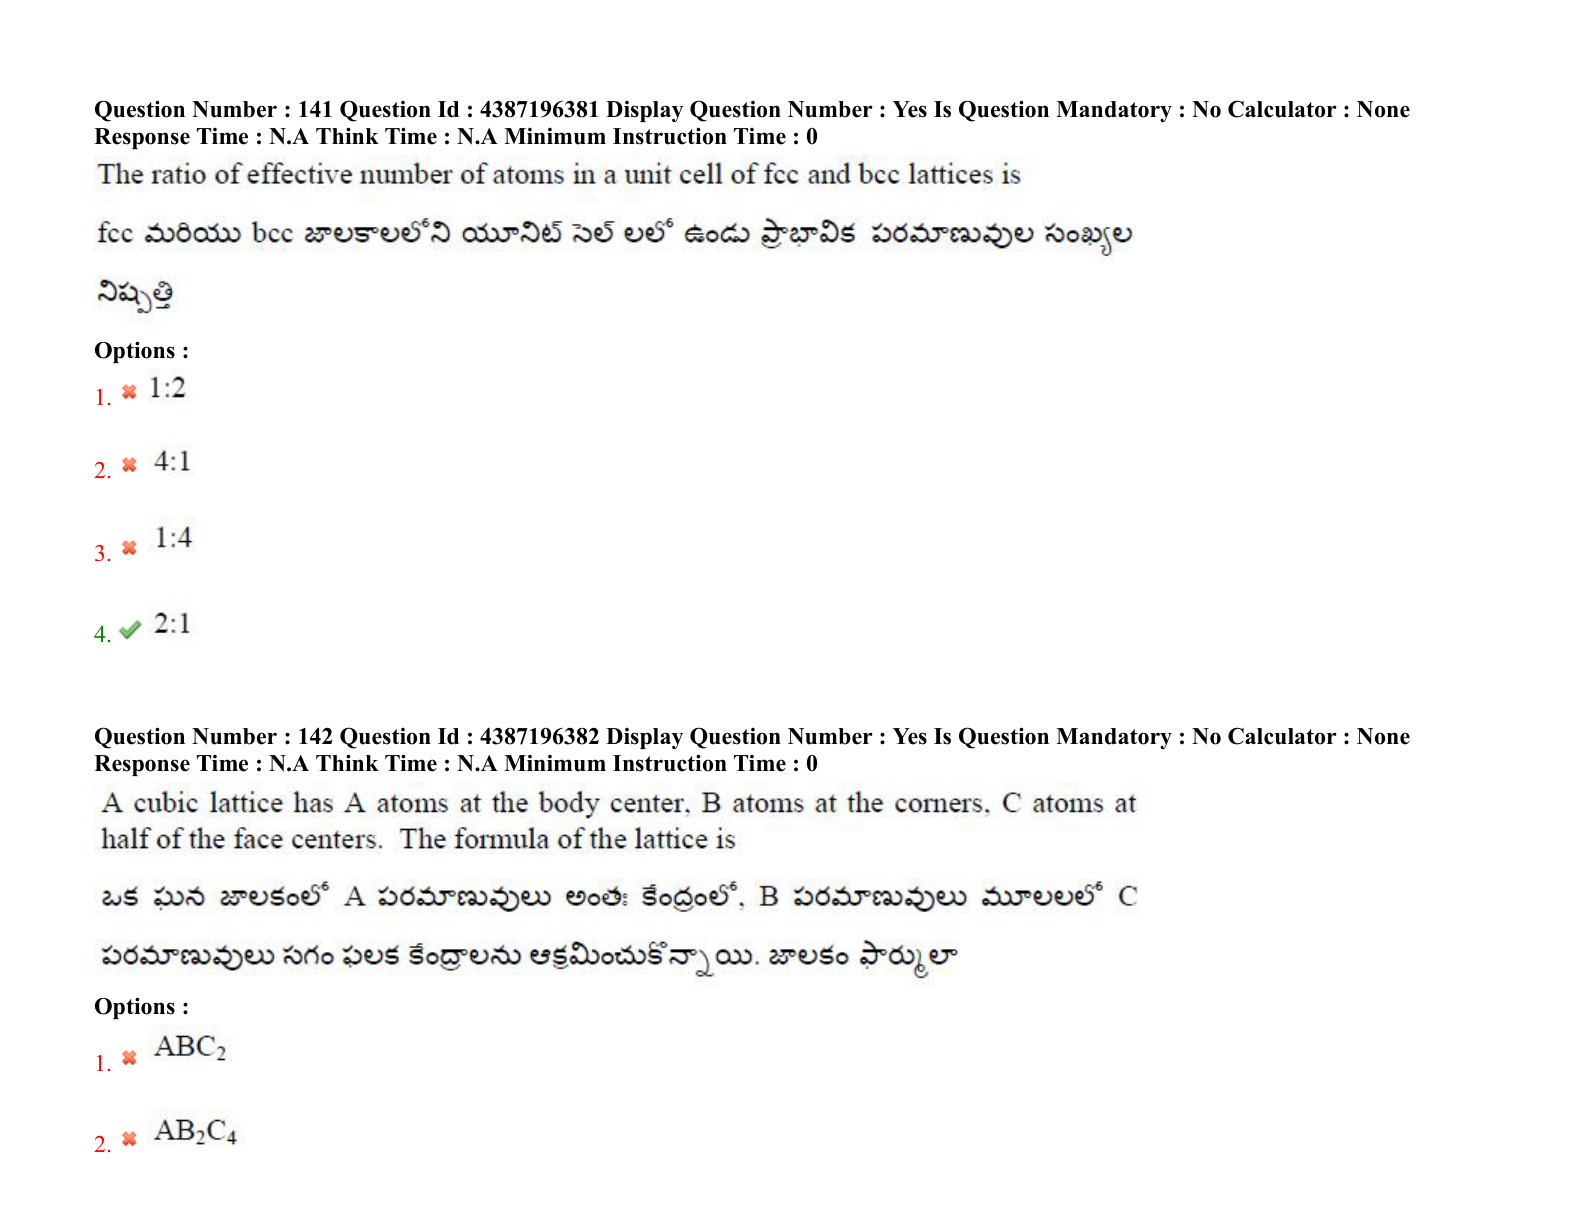 Question Number : 141 Question Id : 4387196381 Display Question Number : Yes Is Question Mandatory : No Calculator : None
Response Time : N.A Think Time : N.A Minimum Instruction Time : 0
The ratio of effective number of atoms in a unit cell of fcc and bcc lattices is
fcc మరియు bcc జాలకాలలోని యూనిట్ సెల్ లలో ఉండు ప్రాభావిక పరమాణువుల సంఖ్యల
నిష్పత్తి
Options :
1. 1:2
2. 4:1
3. 1:4
4. 2:1
Question Number : 142 Question Id : 4387196382 Display Question Number : Yes Is Question Mandatory : No Calculator : None
Response Time : N.A Think Time : N.A Minimum Instruction Time : 0
A cubic lattice has A atoms at the body center, B atoms at the corners, C atoms at
half of the face centers. The formula of the lattice is
ఒక ఘన జాలకంలో A పరమాణువులు అంతః కేంద్రంలో, B పరమాణువులు మూలలలో C
పరమాణువులు సగం ఫలక కేంద్రాలను ఆక్రమించుకొన్నాయి. జాలకం ఫార్ములా
Options :
1. ABC₂
2. AB₂C₄